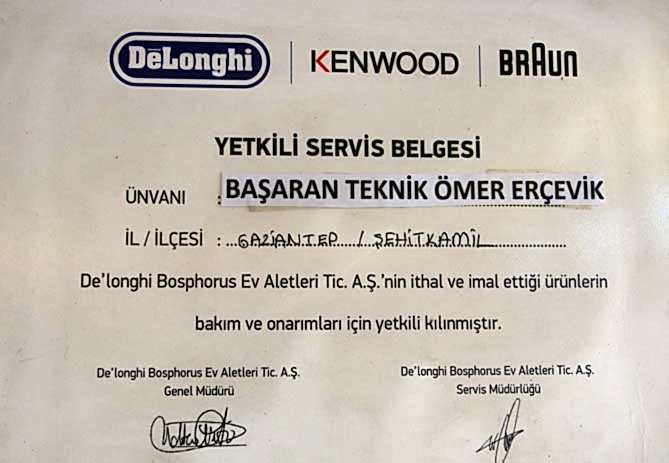 DeLonghi | KENWOOD | BRAUN
YETKİLİ SERVİS BELGESİ
ÜNVANI : BAŞARAN TEKNİK ÖMER ERÇEVİK
İL / İLÇESİ : ...GAZİANTEP...../ŞEHİTKAMİL....................
De'longhi Bosphorus Ev Aletleri Tic. A.Ş.'nin ithal ve imal ettiği ürünlerin
bakım ve onarımları için yetkili kılınmıştır.
De'longhi Bosphorus Ev Aletleri Tic. A.Ş. De'longhi Bosphorus Ev Aletleri Tic. A.Ş.
Genel Müdürü Servis Müdürlüğü